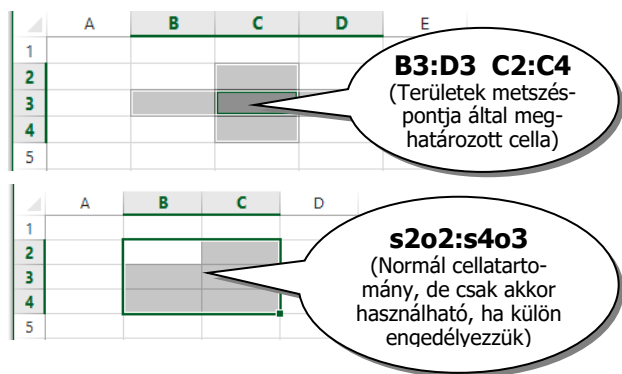 A B C D E
1
2
3
4
5
B3:D3 C2:C4
(Területek metszés-
pontja által meg-
határozott cella)
A B C D
1
2
3
4
5
s2o2:s4o3
(Normál cellatarto-
mány, de csak akkor
használható, ha külön
engedélyezzük)